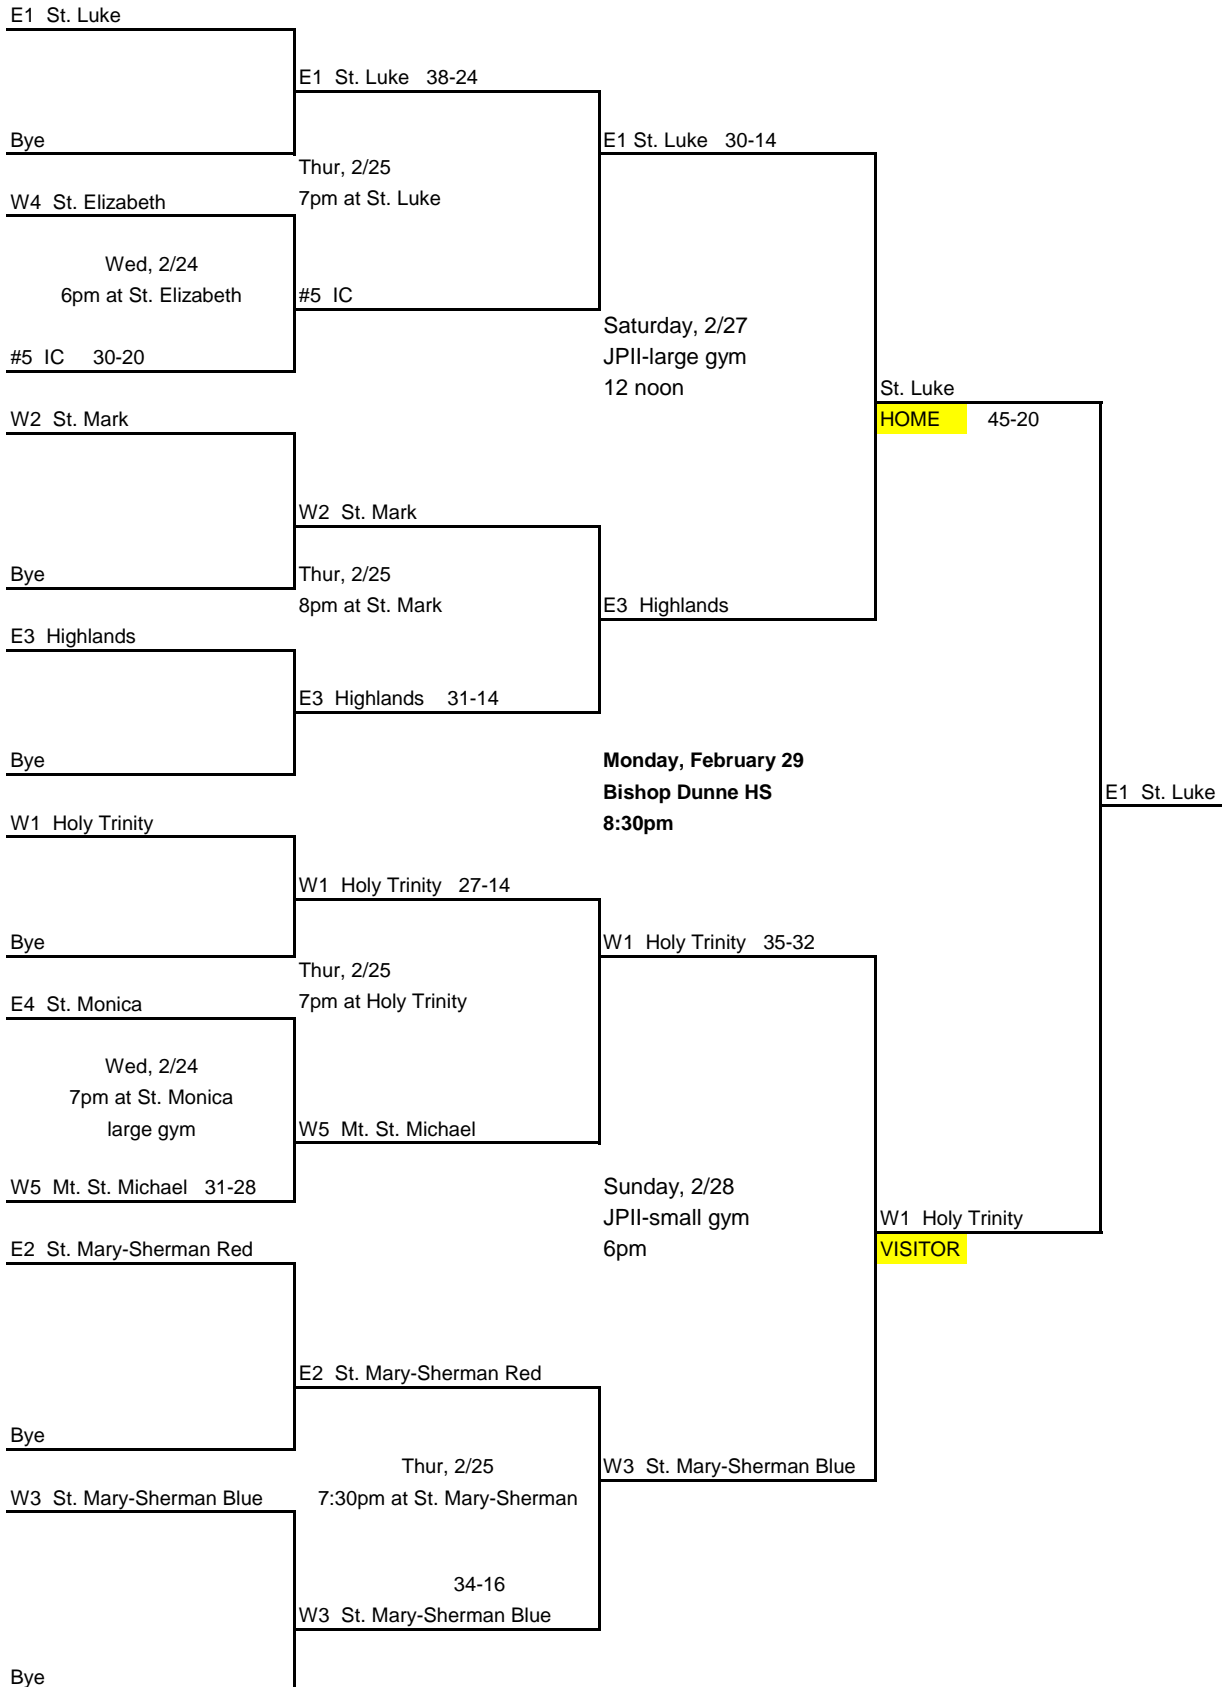 E1 St. Luke
E1 St. Luke 38-24
Bye
E1 St. Luke 30-14
Thur, 2/25
7pm at St. Luke
W4 St. Elizabeth
Wed, 2/24
6pm at St. Elizabeth
#5 IC
Saturday, 2/27
JPII-large gym
12 noon
#5 IC 30-20
St. Luke
HOME 45-20
W2 St. Mark
W2 St. Mark
Bye
Thur, 2/25
8pm at St. Mark
E3 Highlands
E3 Highlands
E3 Highlands 31-14
Bye
Monday, February 29
Bishop Dunne HS
8:30pm
E1 St. Luke
W1 Holy Trinity
W1 Holy Trinity 27-14
Bye
W1 Holy Trinity 35-32
Thur, 2/25
7pm at Holy Trinity
E4 St. Monica
Wed, 2/24
7pm at St. Monica
large gym
W5 Mt. St. Michael
W5 Mt. St. Michael 31-28
Sunday, 2/28
JPII-small gym
6pm
W1 Holy Trinity
VISITOR
E2 St. Mary-Sherman Red
E2 St. Mary-Sherman Red
Bye
Thur, 2/25
7:30pm at St. Mary-Sherman
W3 St. Mary-Sherman Blue
W3 St. Mary-Sherman Blue
34-16
W3 St. Mary-Sherman Blue
Bye